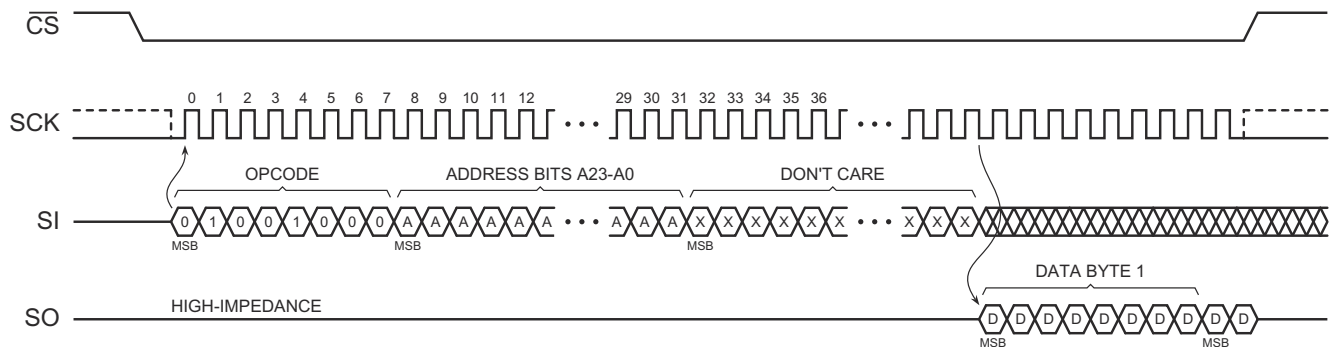 CS
SCK
0 1 2 3 4 5 6 7 8 9 10 11 12 ••• 29 30 31 32 33 34 35 36 •••
OPCODE ADDRESS BITS A23-A0 DON'T CARE
SI
0 1 0 0 1 0 0 0 A A A A A A ••• A A A X X X X X X ••• X X X
MSB MSB MSB
DATA BYTE 1
SO
HIGH-IMPEDANCE
D D D D D D D D D D
MSB MSB